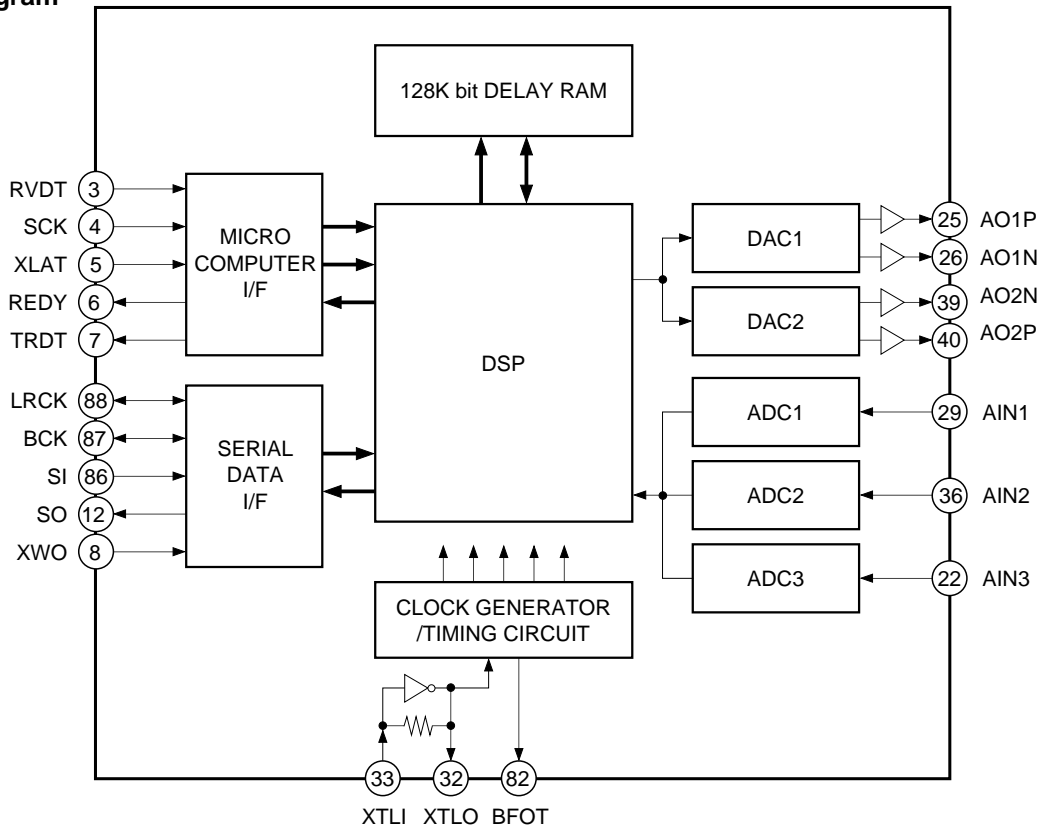 128K bit DELAY RAM
RVDT 3
SCK 4
XLAT 5
REDY 6
TRDT 7
MICRO
COMPUTER
I/F
LRCK 88
BCK 87
SI 86
SO 12
XWO 8
SERIAL
DATA
I/F
DSP
DAC1
DAC2
25 AO1P
26 AO1N
39 AO2N
40 AO2P
ADC1
ADC2
ADC3
29 AIN1
36 AIN2
22 AIN3
CLOCK GENERATOR
/TIMING CIRCUIT
33 32 82
XTLI XTLO BFOT